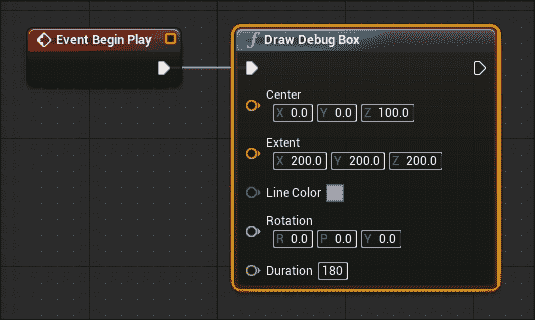 Event Begin Play
f Draw Debug Box
Center
X 0.0 Y 0.0 Z 100.0
Extent
X 200.0 Y 200.0 Z 200.0
Line Color
Rotation
R 0.0 P 0.0 Y 0.0
Duration 180